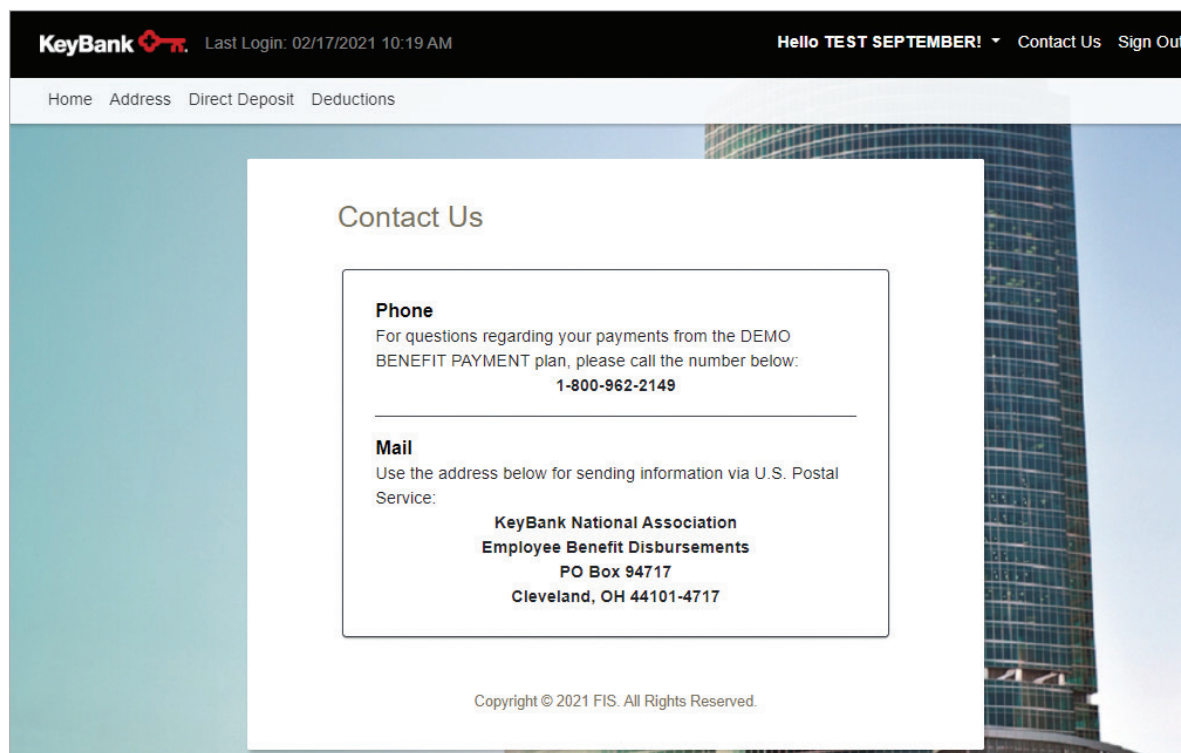 KeyBank Last Login: 02/17/2021 10:19 AM Hello TEST SEPTEMBER! Contact Us Sign Out
Home Address Direct Deposit Deductions
Contact Us
Phone
For questions regarding your payments from the DEMO
BENEFIT PAYMENT plan, please call the number below:
1-800-962-2149
Mail
Use the address below for sending information via U.S. Postal
Service:
KeyBank National Association
Employee Benefit Disbursements
PO Box 94717
Cleveland, OH 44101-4717
Copyright © 2021 FIS. All Rights Reserved.